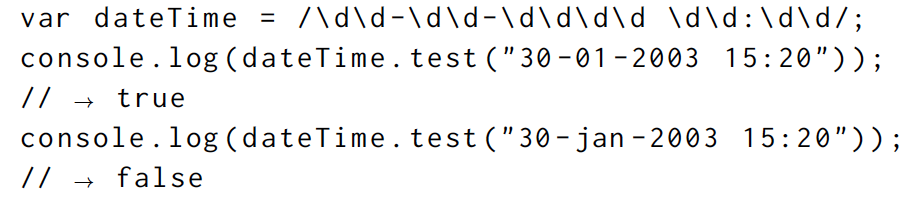 var dateTime = /\d\d-\d\d-\d\d\d\d \d\d:\d\d/;
console.log(dateTime.test("30-01-2003 15:20"));
// → true
console.log(dateTime.test("30-jan-2003 15:20"));
// → false